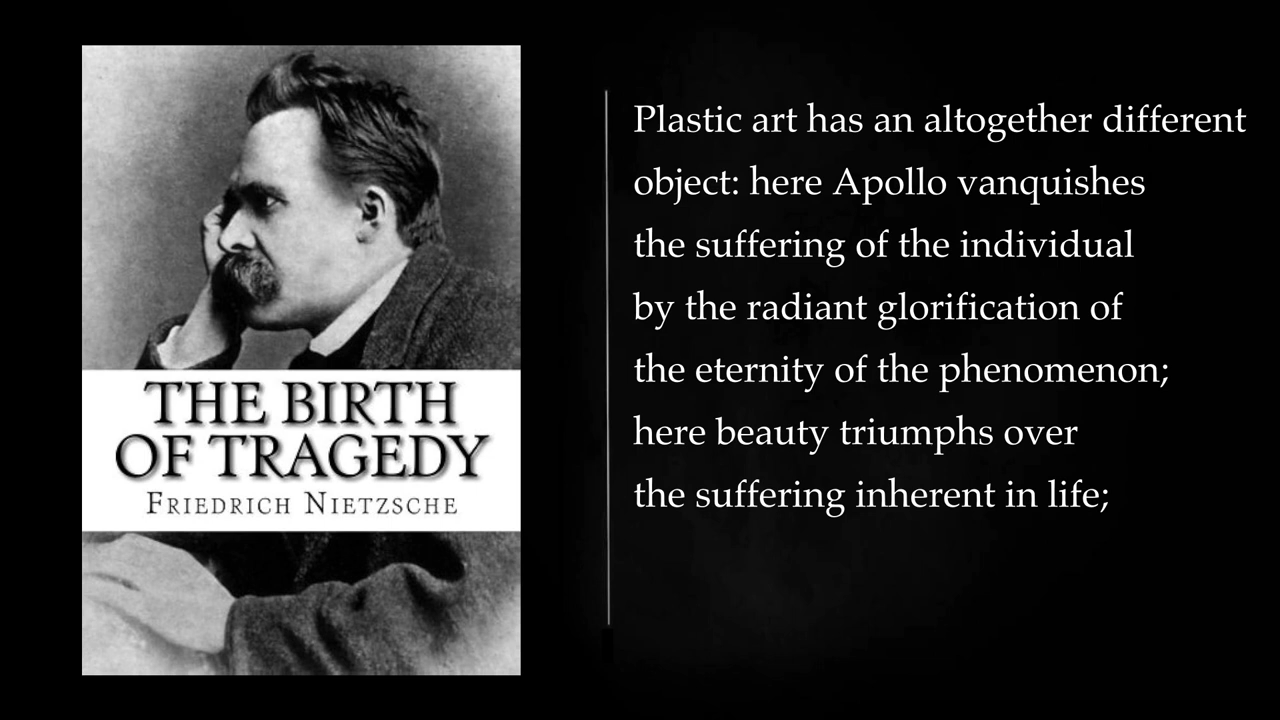 THE BIRTH
OF TRAGEDY
Friedrich Nietzsche
Plastic art has an altogether different
object: here Apollo vanquishes
the suffering of the individual
by the radiant glorification of
the eternity of the phenomenon;
here beauty triumphs over
the suffering inherent in life;